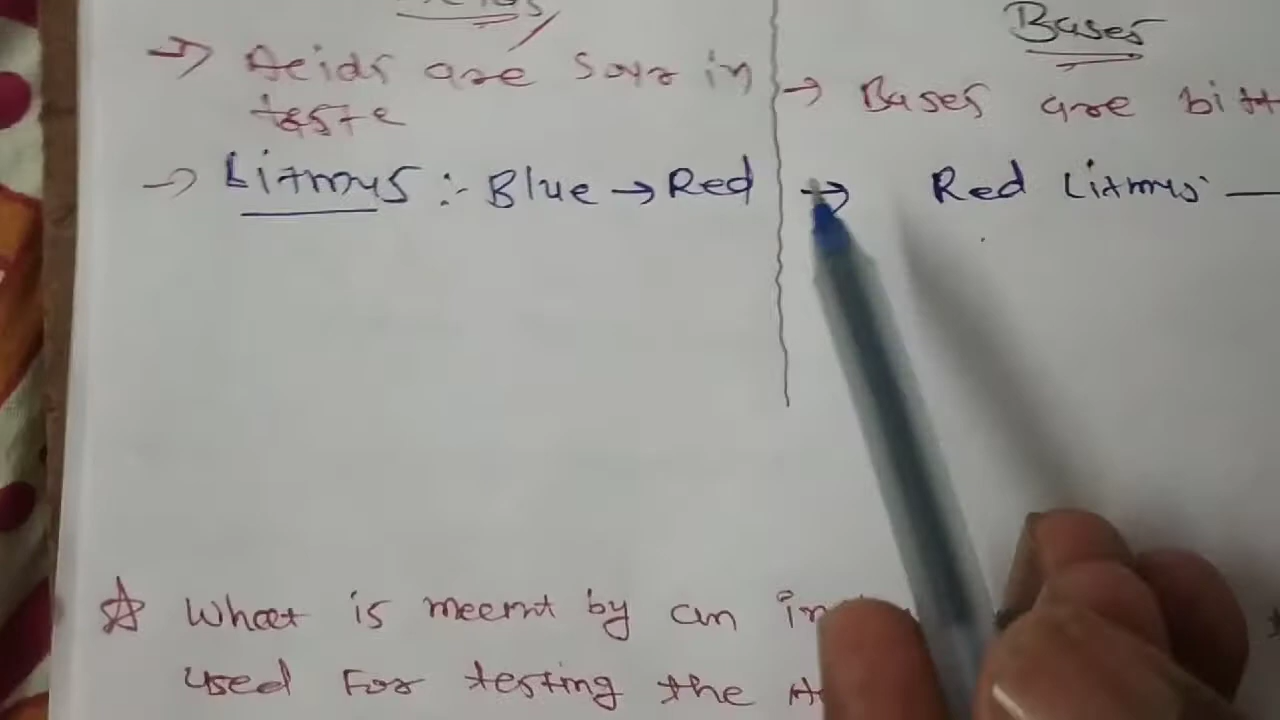 Bases
→ Acids are Sour in
taste
→ Bases are bitt
→ Litmus :- Blue → Red
→ Red Litmus —
☆ What is meant by an in
used For testing the